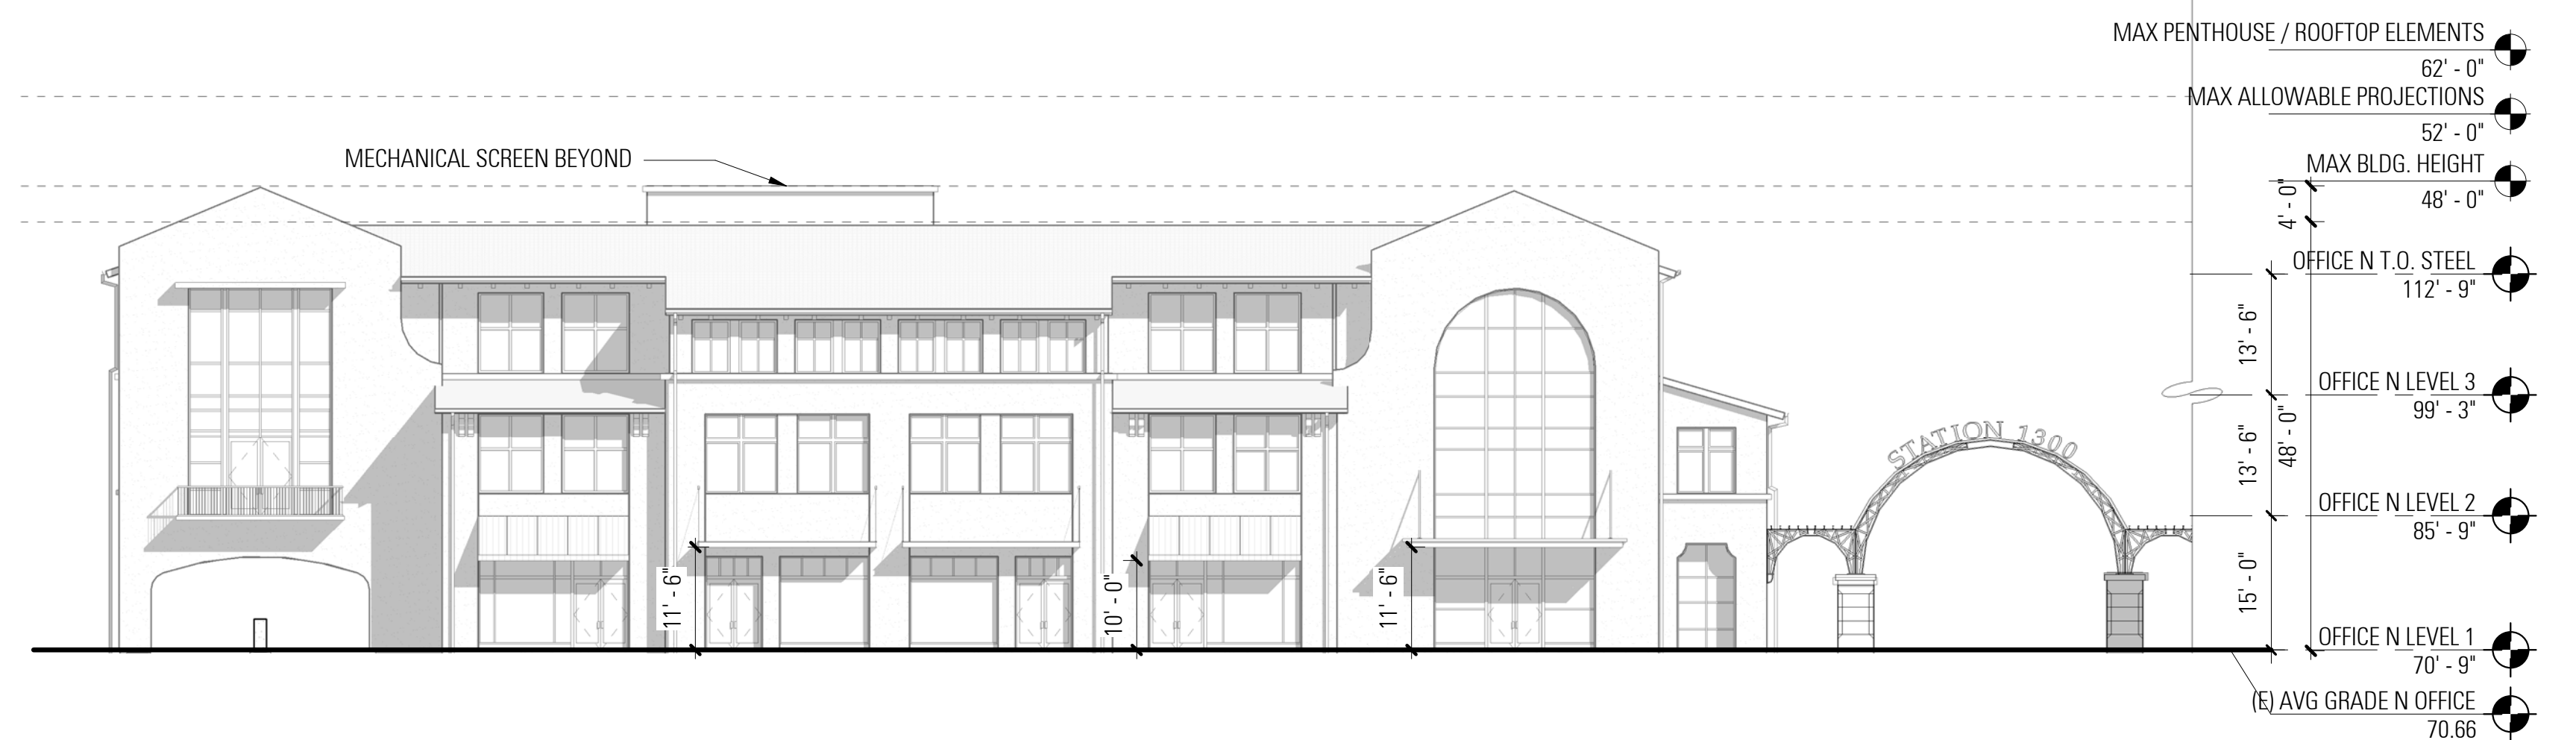 MAX PENTHOUSE / ROOFTOP ELEMENTS
62' - 0"
MAX ALLOWABLE PROJECTIONS
52' - 0"
MECHANICAL SCREEN BEYOND
MAX BLDG. HEIGHT
48' - 0"
4' - 0"
OFFICE N T.O. STEEL
112' - 9"
13' - 6"
OFFICE N LEVEL 3
99' - 3"
48' - 0"
13' - 6"
STATION 1300
OFFICE N LEVEL 2
85' - 9"
11' - 6"
10' - 0"
11' - 6"
15' - 0"
OFFICE N LEVEL 1
70' - 9"
(E) AVG GRADE N OFFICE
70.66